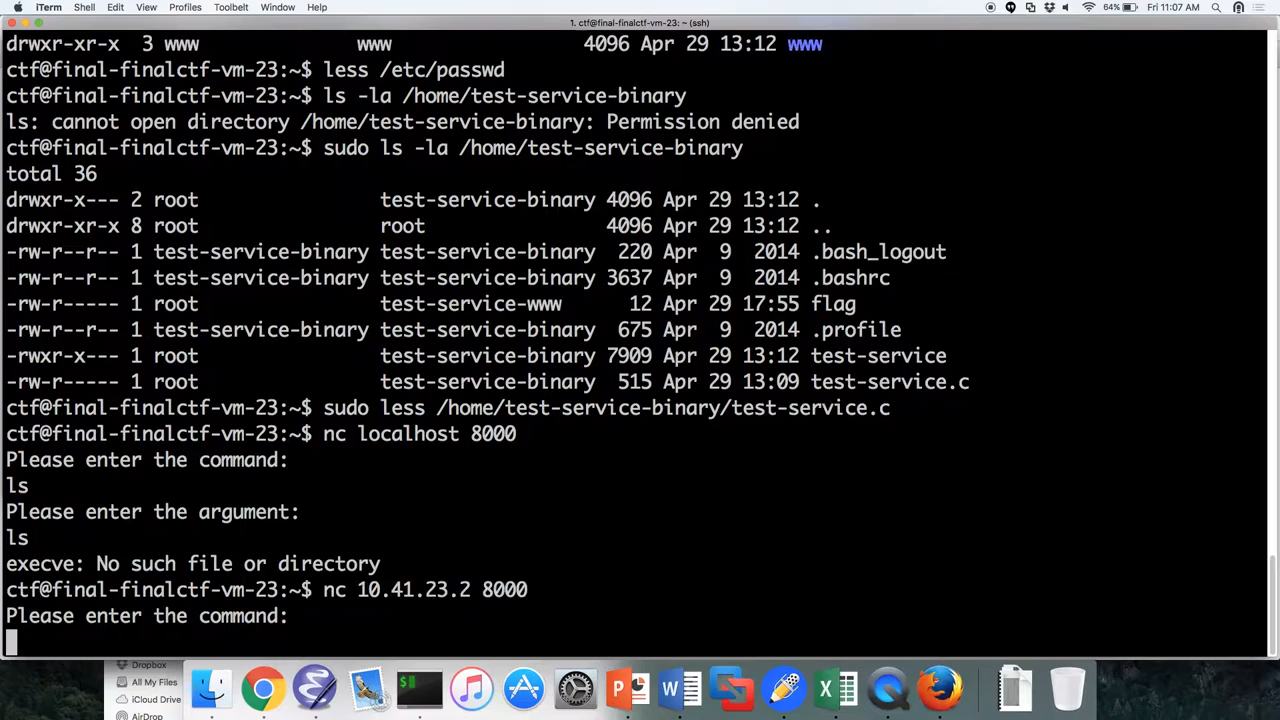 iTerm Shell Edit View Profiles Toolbelt Window Help 64% Fri 11:07 AM
1. ctf@final-finalctf-vm-23: ~ (ssh)
drwxr-xr-x 3 www www 4096 Apr 29 13:12 www
ctf@final-finalctf-vm-23:~$ less /etc/passwd
ctf@final-finalctf-vm-23:~$ ls -la /home/test-service-binary
ls: cannot open directory /home/test-service-binary: Permission denied
ctf@final-finalctf-vm-23:~$ sudo ls -la /home/test-service-binary
total 36
drwxr-x--- 2 root test-service-binary 4096 Apr 29 13:12 .
drwxr-xr-x 8 root root 4096 Apr 29 13:12 ..
-rw-r--r-- 1 test-service-binary test-service-binary 220 Apr 9 2014 .bash_logout
-rw-r--r-- 1 test-service-binary test-service-binary 3637 Apr 9 2014 .bashrc
-rw-r----- 1 root test-service-www 12 Apr 29 17:55 flag
-rw-r--r-- 1 test-service-binary test-service-binary 675 Apr 9 2014 .profile
-rwxr-x--- 1 root test-service-binary 7909 Apr 29 13:12 test-service
-rw-r----- 1 root test-service-binary 515 Apr 29 13:09 test-service.c
ctf@final-finalctf-vm-23:~$ sudo less /home/test-service-binary/test-service.c
ctf@final-finalctf-vm-23:~$ nc localhost 8000
Please enter the command:
ls
Please enter the argument:
ls
execve: No such file or directory
ctf@final-finalctf-vm-23:~$ nc 10.41.23.2 8000
Please enter the command:
Dropbox
All My Files
iCloud Drive
AirDrop